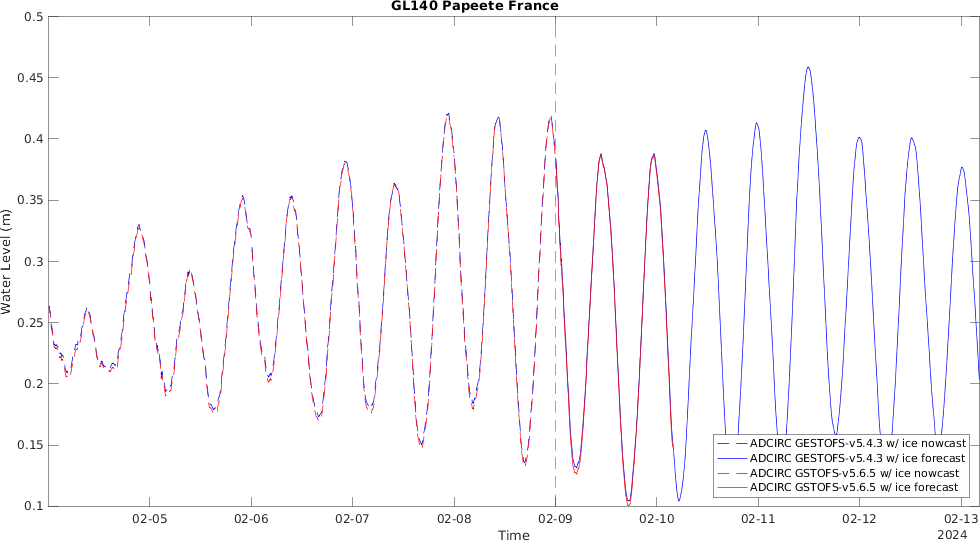 GL140 Papeete France
0.5
0.45
0.4
0.35
0.3
0.25
0.2
0.15
0.1
Water Level (m)
ADCIRC GESTOFS-v5.4.3 w/ ice nowcast
ADCIRC GESTOFS-v5.4.3 w/ ice forecast
ADCIRC GSTOFS-v5.6.5 w/ ice nowcast
ADCIRC GSTOFS-v5.6.5 w/ ice forecast
02-05 02-06 02-07 02-08 02-09 02-10 02-11 02-12 02-13
Time
2024